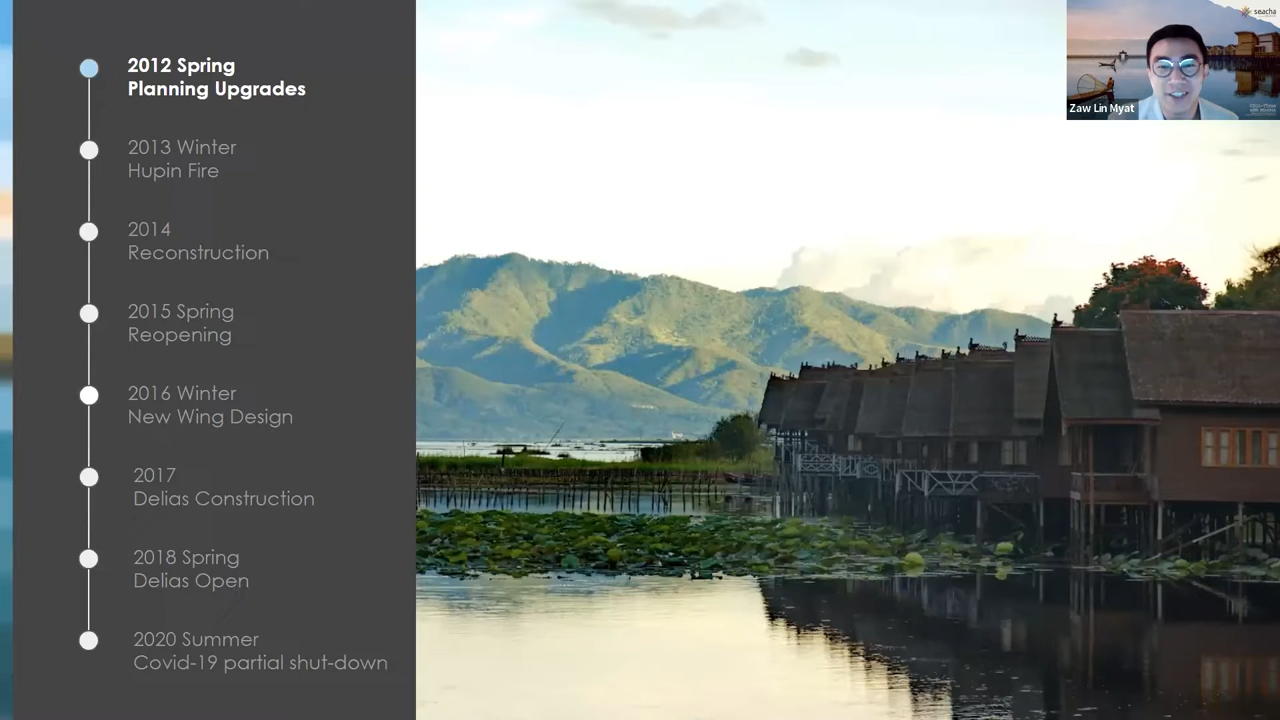 2012 Spring
Planning Upgrades
2013 Winter
Hupin Fire
2014
Reconstruction
2015 Spring
Reopening
2016 Winter
New Wing Design
2017
Delias Construction
2018 Spring
Delias Open
2020 Summer
Covid-19 partial shut-down
seacha
Zaw Lin Myat